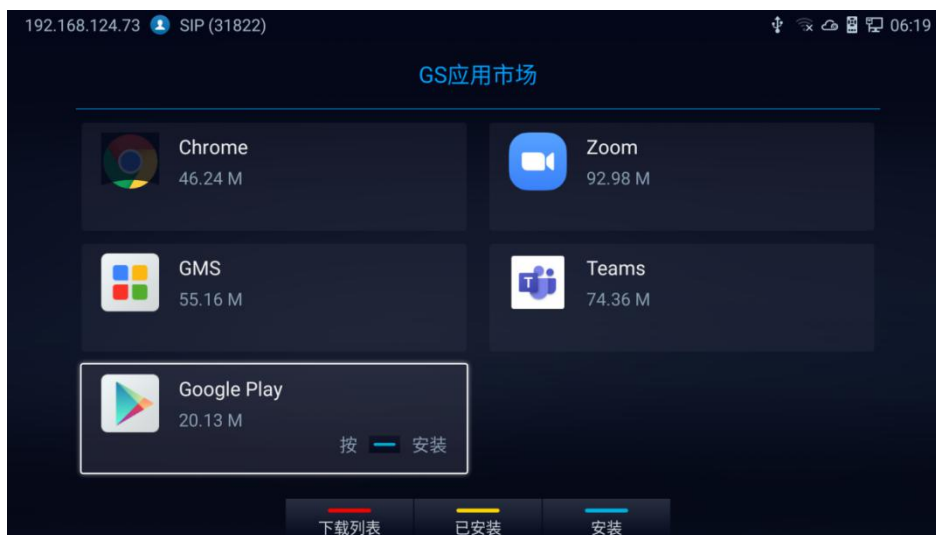 192.168.124.73 SIP (31822) 06:19
GS应用市场
Chrome
46.24 M
Zoom
92.98 M
GMS
55.16 M
Teams
74.36 M
Google Play
20.13 M
按 安装
下载列表 已安装 安装